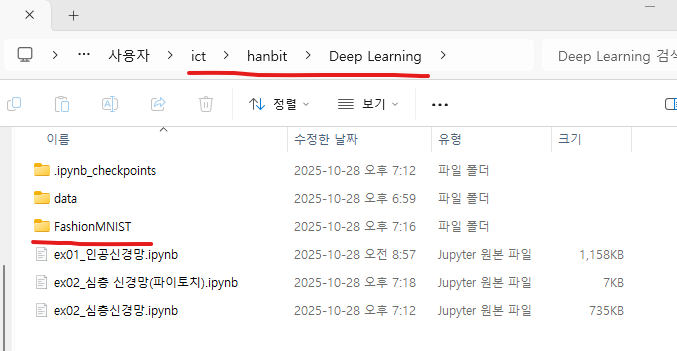 사용자 > ict > hanbit > Deep Learning > Deep Learning 검색
정렬 보기
이름 수정한 날짜 유형 크기
.ipynb_checkpoints 2025-10-28 오후 7:12 파일 폴더
data 2025-10-28 오후 6:59 파일 폴더
FashionMNIST 2025-10-28 오후 7:16 파일 폴더
ex01_인공신경망.ipynb 2025-10-28 오전 8:57 Jupyter 원본 파일 1,158KB
ex02_심층 신경망(파이토치).ipynb 2025-10-28 오후 7:18 Jupyter 원본 파일 7KB
ex02_심층신경망.ipynb 2025-10-28 오후 7:12 Jupyter 원본 파일 735KB